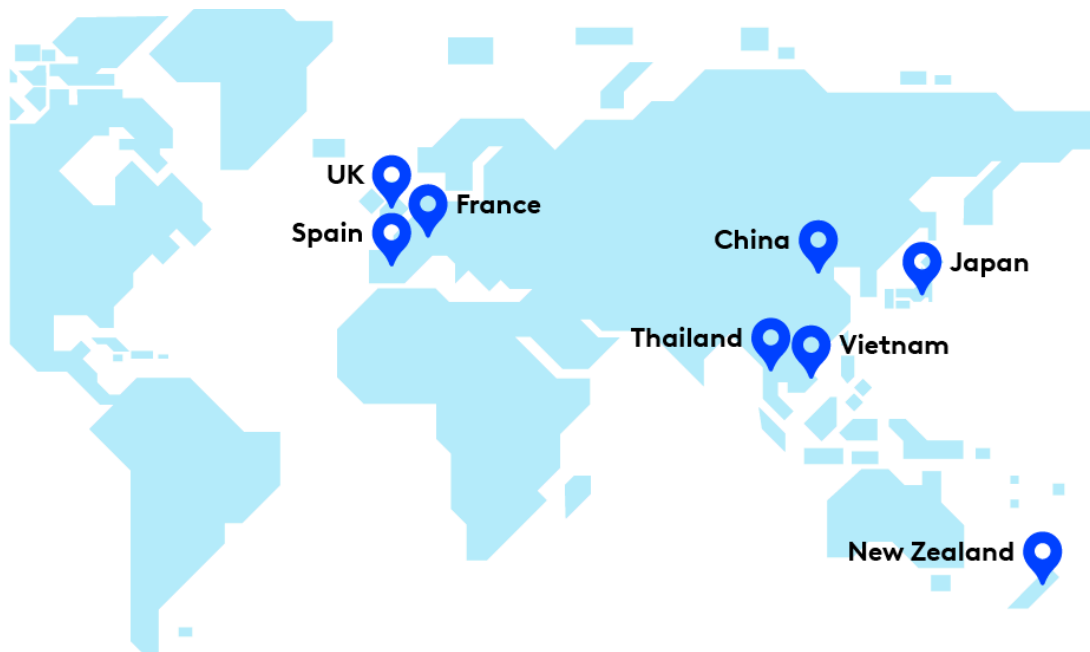 UK
France
Spain
China
Japan
Thailand
Vietnam
New Zealand